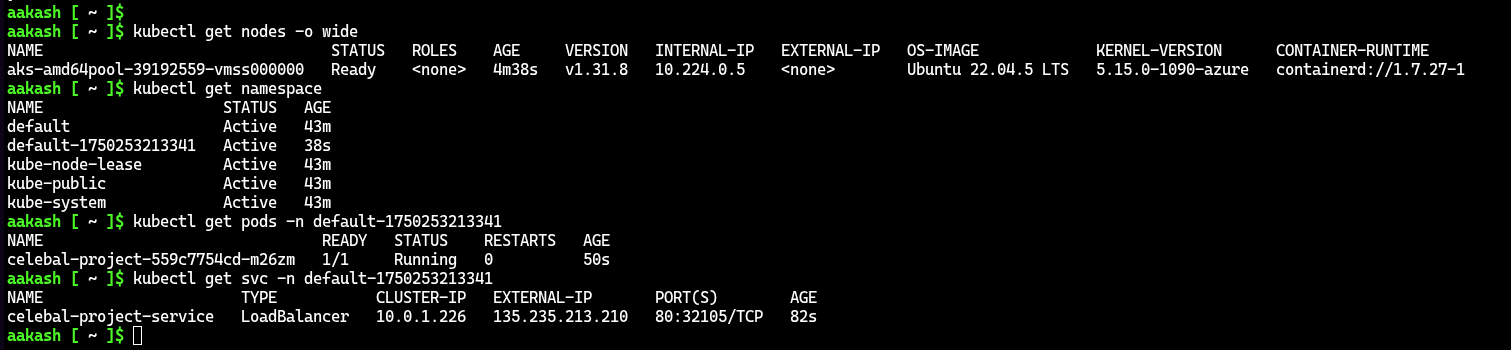 aakash [ ~ ]$
aakash [ ~ ]$ kubectl get nodes -o wide
NAME                                STATUS   ROLES    AGE     VERSION   INTERNAL-IP   EXTERNAL-IP   OS-IMAGE             KERNEL-VERSION      CONTAINER-RUNTIME
aks-amd64pool-39192559-vmss000000   Ready    <none>   4m38s   v1.31.8   10.224.0.5    <none>        Ubuntu 22.04.5 LTS   5.15.0-1090-azure   containerd://1.7.27-1
aakash [ ~ ]$ kubectl get namespace
NAME                    STATUS   AGE
default                 Active   43m
default-1750253213341   Active   38s
kube-node-lease         Active   43m
kube-public             Active   43m
kube-system             Active   43m
aakash [ ~ ]$ kubectl get pods -n default-1750253213341
NAME                               READY   STATUS    RESTARTS   AGE
celebal-project-559c7754cd-m26zm   1/1     Running   0          50s
aakash [ ~ ]$ kubectl get svc -n default-1750253213341
NAME                      TYPE           CLUSTER-IP   EXTERNAL-IP       PORT(S)        AGE
celebal-project-service   LoadBalancer   10.0.1.226   135.235.213.210   80:32105/TCP   82s
aakash [ ~ ]$